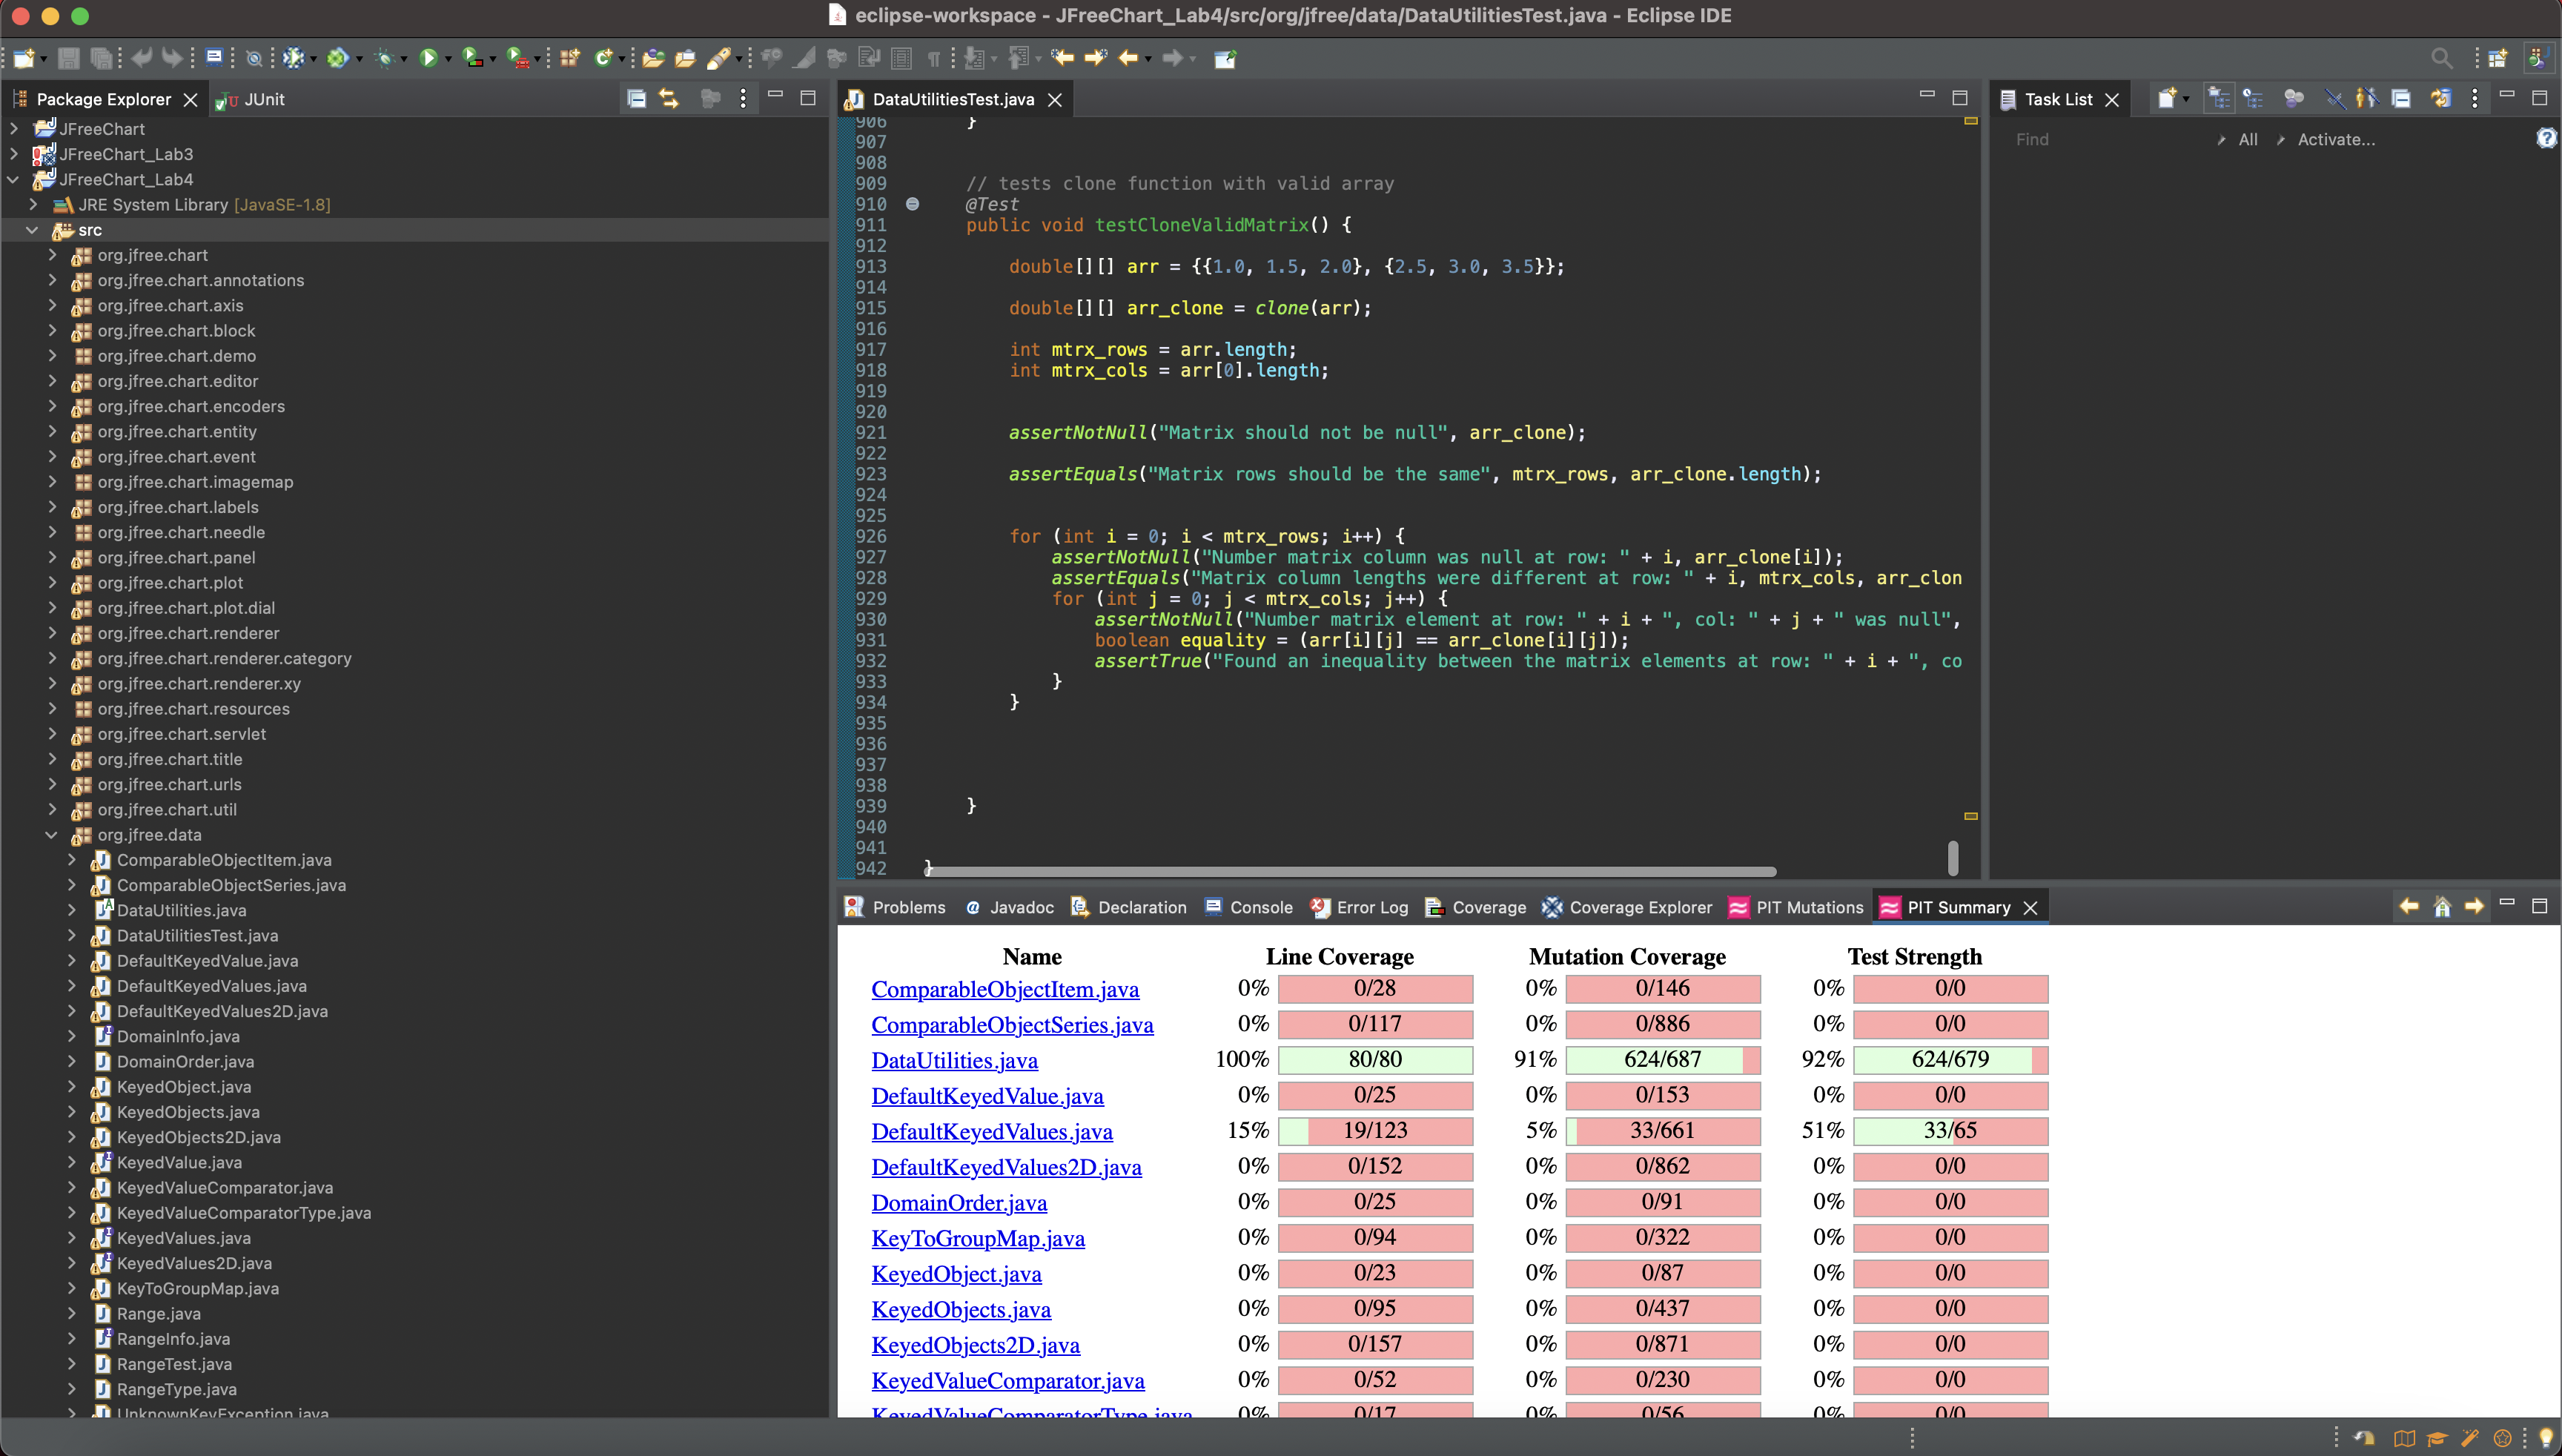 eclipse-workspace - JFreeChart_Lab4/src/org/jfree/data/DataUtilitiesTest.java - Eclipse IDE
Package Explorer
JUnit
JFreeChart
JFreeChart_Lab3
JFreeChart_Lab4
JRE System Library [JavaSE-1.8]
src
org.jfree.chart
org.jfree.chart.annotations
org.jfree.chart.axis
org.jfree.chart.block
org.jfree.chart.demo
org.jfree.chart.editor
org.jfree.chart.encoders
org.jfree.chart.entity
org.jfree.chart.event
org.jfree.chart.imagemap
org.jfree.chart.labels
org.jfree.chart.needle
org.jfree.chart.panel
org.jfree.chart.plot
org.jfree.chart.plot.dial
org.jfree.chart.renderer
org.jfree.chart.renderer.category
org.jfree.chart.renderer.xy
org.jfree.chart.resources
org.jfree.chart.servlet
org.jfree.chart.title
org.jfree.chart.urls
org.jfree.chart.util
org.jfree.data
ComparableObjectItem.java
ComparableObjectSeries.java
DataUtilities.java
DataUtilitiesTest.java
DefaultKeyedValue.java
DefaultKeyedValues.java
DefaultKeyedValues2D.java
DomainInfo.java
DomainOrder.java
KeyedObject.java
KeyedObjects.java
KeyedObjects2D.java
KeyedValue.java
KeyedValueComparator.java
KeyedValueComparatorType.java
KeyedValues.java
KeyedValues2D.java
KeyToGroupMap.java
Range.java
RangeInfo.java
RangeTest.java
RangeType.java
UnknownKeyException.java
DataUtilitiesTest.java
906 }
907
908
909 // tests clone function with valid array
910 @Test
911 public void testCloneValidMatrix() {
912
913 double[][] arr = {{1.0, 1.5, 2.0}, {2.5, 3.0, 3.5}};
914
915 double[][] arr_clone = clone(arr);
916
917 int mtrx_rows = arr.length;
918 int mtrx_cols = arr[0].length;
919
920
921 assertNotNull("Matrix should not be null", arr_clone);
922
923 assertEquals("Matrix rows should be the same", mtrx_rows, arr_clone.length);
924
925
926 for (int i = 0; i < mtrx_rows; i++) {
927 assertNotNull("Number matrix column was null at row: " + i, arr_clone[i]);
928 assertEquals("Matrix column lengths were different at row: " + i, mtrx_cols, arr_clon
929 for (int j = 0; j < mtrx_cols; j++) {
930 assertNotNull("Number matrix element at row: " + i + ", col: " + j + " was null",
931 boolean equality = (arr[i][j] == arr_clone[i][j]);
932 assertTrue("Found an inequality between the matrix elements at row: " + i + ", co
933 }
934 }
935
936
937
938
939 }
940
941
942 }
Task List
Find All Activate...
Problems Javadoc Declaration Console Error Log Coverage Coverage Explorer PIT Mutations PIT Summary
Name Line Coverage Mutation Coverage Test Strength
ComparableObjectItem.java 0% 0/28 0% 0/146 0% 0/0
ComparableObjectSeries.java 0% 0/117 0% 0/886 0% 0/0
DataUtilities.java 100% 80/80 91% 624/687 92% 624/679
DefaultKeyedValue.java 0% 0/25 0% 0/153 0% 0/0
DefaultKeyedValues.java 15% 19/123 5% 33/661 51% 33/65
DefaultKeyedValues2D.java 0% 0/152 0% 0/862 0% 0/0
DomainOrder.java 0% 0/25 0% 0/91 0% 0/0
KeyToGroupMap.java 0% 0/94 0% 0/322 0% 0/0
KeyedObject.java 0% 0/23 0% 0/87 0% 0/0
KeyedObjects.java 0% 0/95 0% 0/437 0% 0/0
KeyedObjects2D.java 0% 0/157 0% 0/871 0% 0/0
KeyedValueComparator.java 0% 0/52 0% 0/230 0% 0/0
KeyedValueComparatorType.java 0% 0/17 0% 0/56 0% 0/0